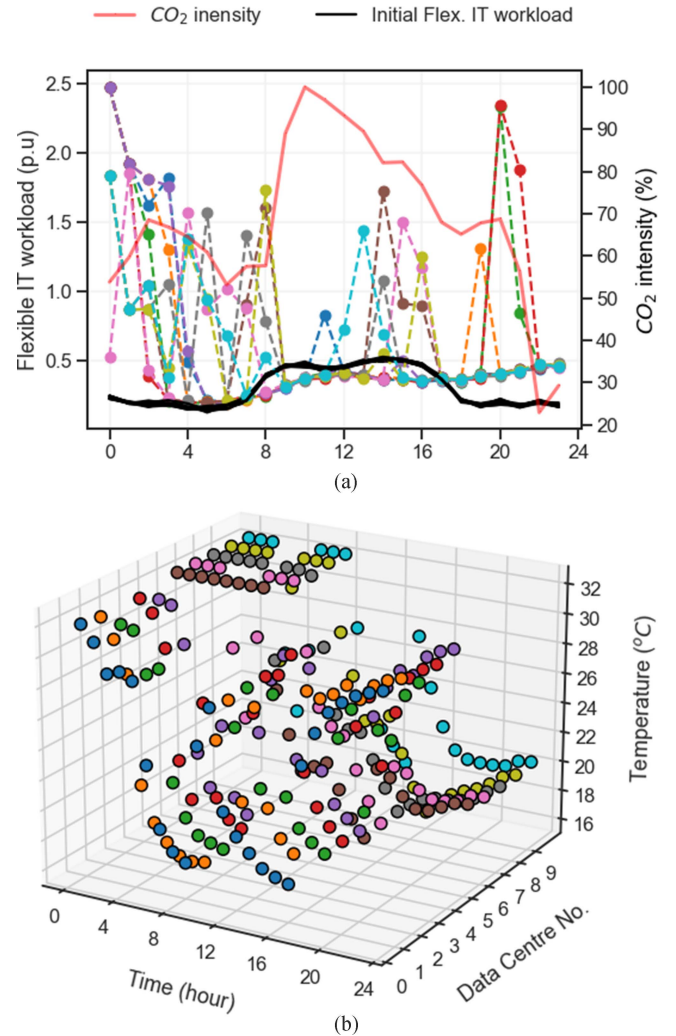 CO2 inensity Initial Flex. IT workload
Flexible IT workload (p.u)
2.5
2.0
1.5
1.0
0.5
100
90
80
70
60
50
40
30
20
CO2 intensity (%)
0 4 8 12 16 20 24
(a)
32
30
28
26
24
22
20
18
16
Temperature (°C)
0 4 8 12 16 20 24
Time (hour)
0 1 2 3 4 5 6 7 8 9
Data Centre No.
(b)